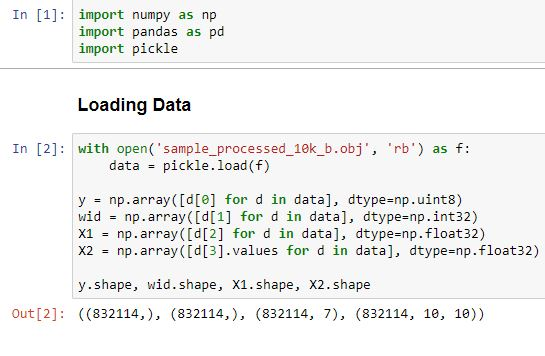 In [1]: import numpy as np
import pandas as pd
import pickle
Loading Data
In [2]: with open('sample_processed_10k_b.obj', 'rb') as f:
    data = pickle.load(f)
y = np.array([d[0] for d in data], dtype=np.uint8)
wid = np.array([d[1] for d in data], dtype=np.int32)
X1 = np.array([d[2] for d in data], dtype=np.float32)
X2 = np.array([d[3].values for d in data], dtype=np.float32)
y.shape, wid.shape, X1.shape, X2.shape
Out[2]: ((832114,), (832114,), (832114, 7), (832114, 10, 10))